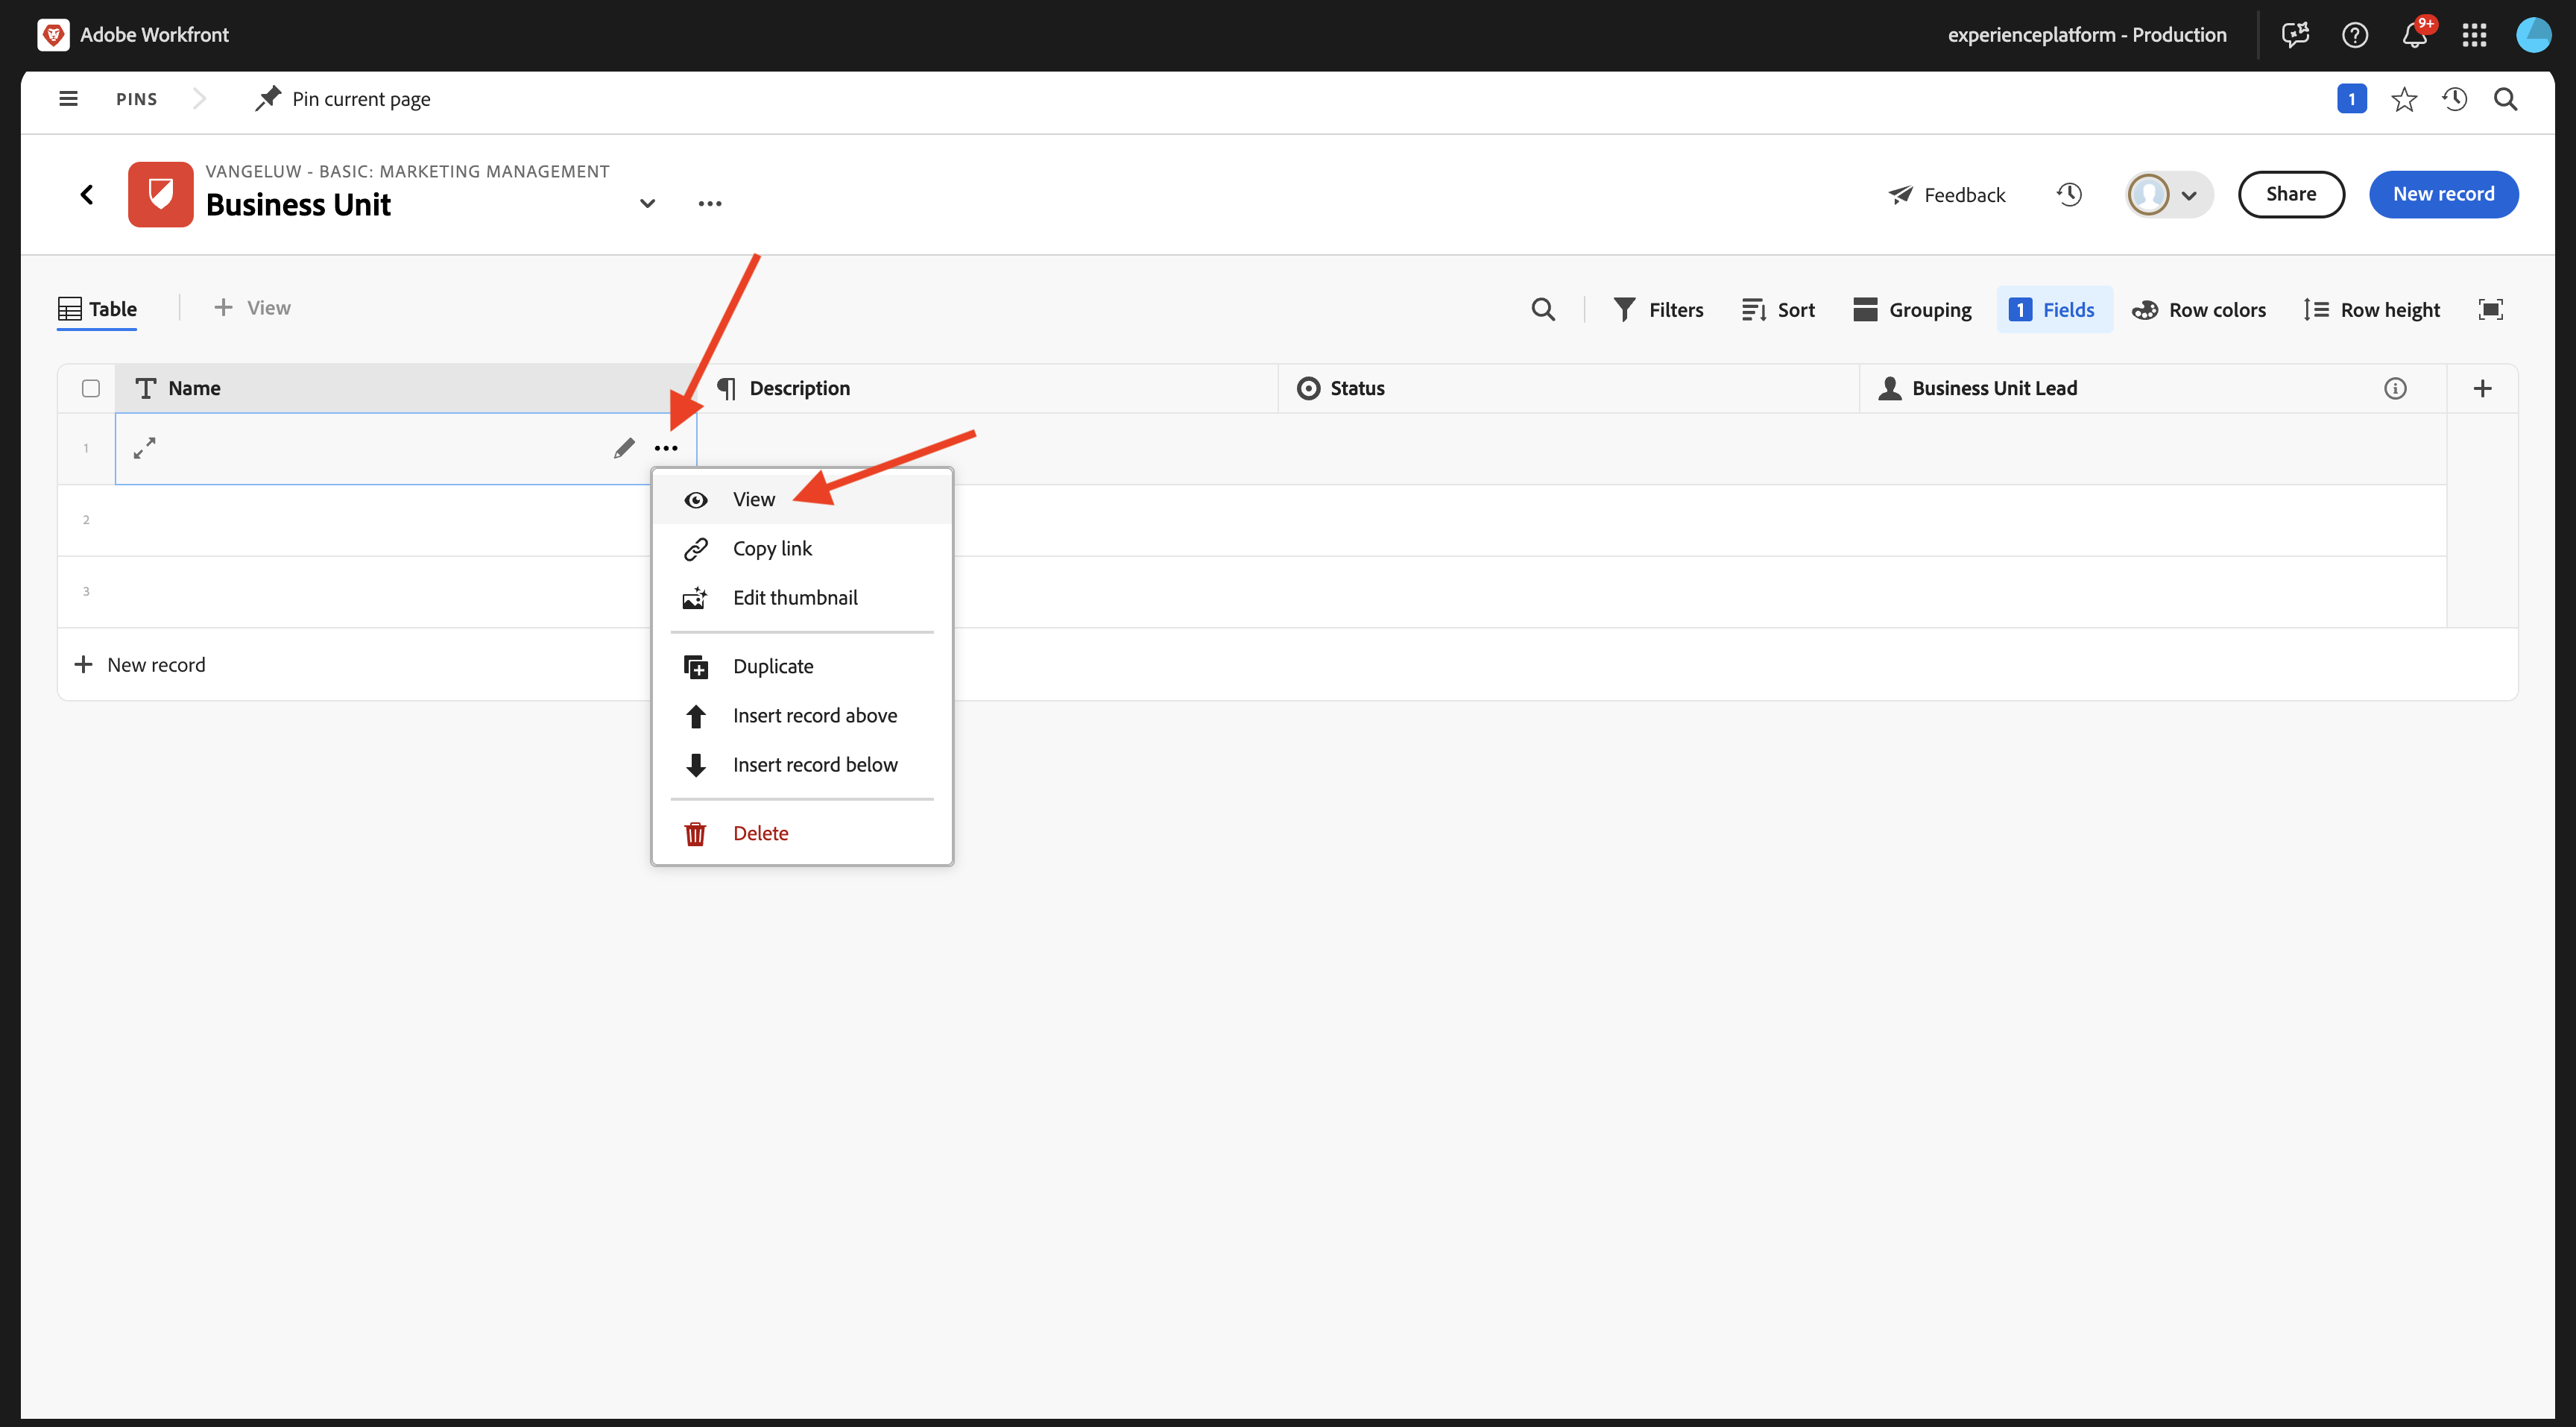 Adobe Workfront
experienceplatform - Production
9+
PINS
Pin current page
1
VANGELUW - BASIC: MARKETING MANAGEMENT
Business Unit
Feedback
Share
New record
Table
View
Filters
Sort
Grouping
1 Fields
Row colors
Row height
Name
Description
Status
Business Unit Lead
1
2
3
New record
View
Copy link
Edit thumbnail
Duplicate
Insert record above
Insert record below
Delete